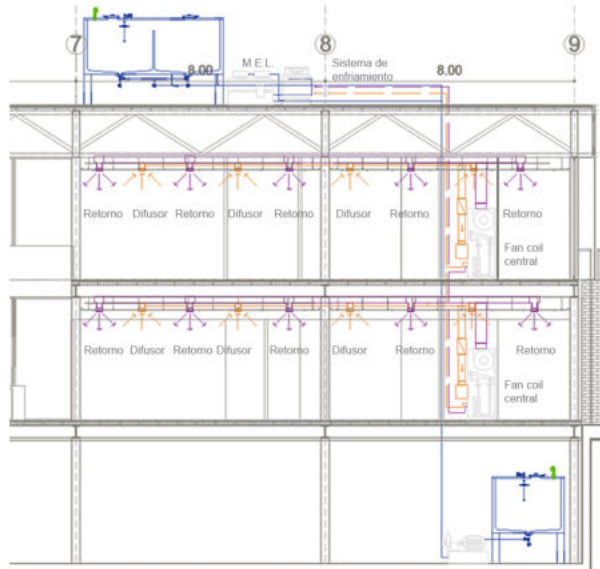 7 8 9
8.00 M.E.L. Sistema de 8.00
enfriamiento
Retorno Difusor Retorno Difusor Retorno Difusor Retorno Retorno
Fan coil
central
Retorno Difusor Retorno Difusor Retorno Difusor Retorno Retorno
Fan coil
central